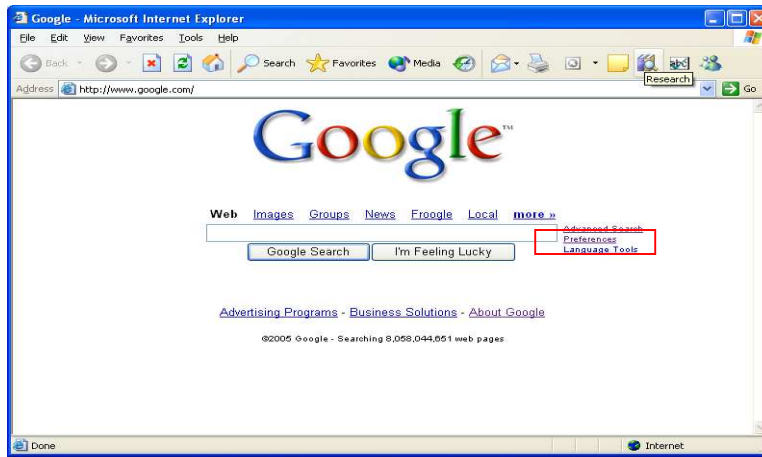 Google - Microsoft Internet Explorer
File Edit View Favorites Tools Help
Back Search Favorites Media
Research
Address http://www.google.com/ Go
Google™
Web Images Groups News Froogle Local more »
Advanced Search
Preferences
Google Search I'm Feeling Lucky Language Tools
Advertising Programs - Business Solutions - About Google
©2005 Google - Searching 8,058,044,651 web pages
Done Internet